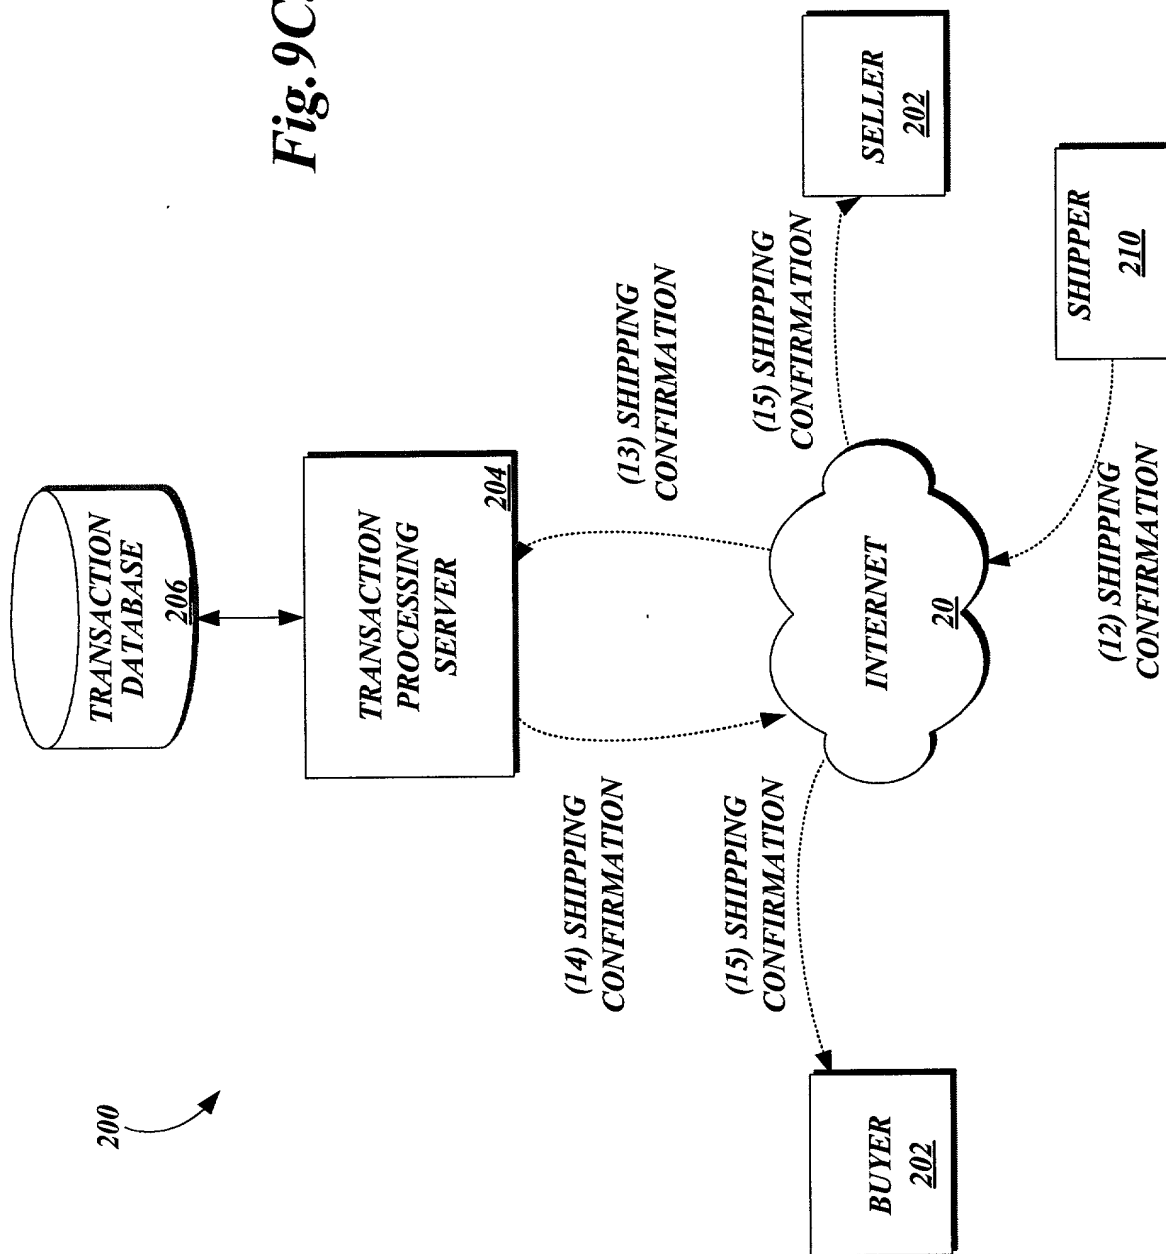 200
TRANSACTION
DATABASE
206
TRANSACTION
PROCESSING
SERVER
204
(14) SHIPPING
CONFIRMATION
(13) SHIPPING
CONFIRMATION
(15) SHIPPING
CONFIRMATION
(15) SHIPPING
CONFIRMATION
BUYER
202
INTERNET
20
SELLER
202
(12) SHIPPING
CONFIRMATION
SHIPPER
210
Fig.9C.